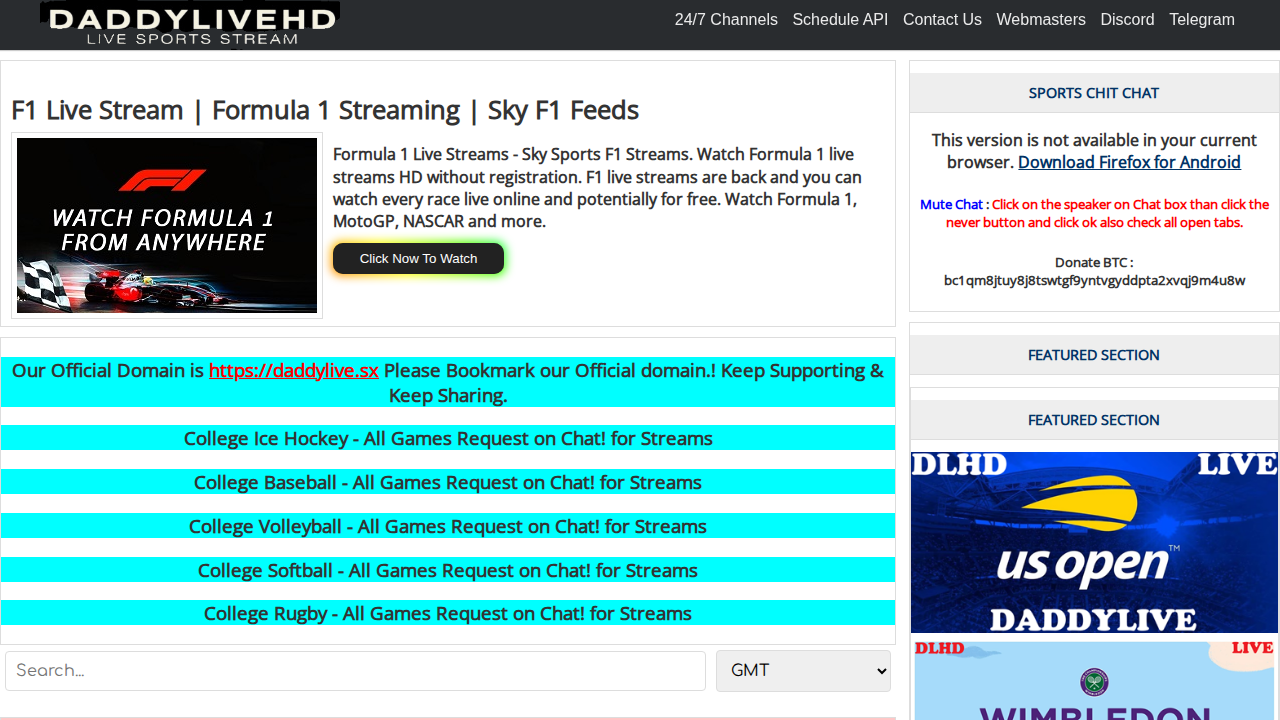 DADDYLIVEHD
LIVE SPORTS STREAM
24/7 Channels Schedule API Contact Us Webmasters Discord Telegram
F1 Live Stream | Formula 1 Streaming | Sky F1 Feeds
WATCH FORMULA 1
FROM ANYWHERE
Formula 1 Live Streams - Sky Sports F1 Streams. Watch Formula 1 live
streams HD without registration. F1 live streams are back and you can
watch every race live online and potentially for free. Watch Formula 1,
MotoGP, NASCAR and more.
Click Now To Watch
Our Official Domain is https://daddylive.sx Please Bookmark our Official domain.! Keep Supporting &
Keep Sharing.
College Ice Hockey - All Games Request on Chat! for Streams
College Baseball - All Games Request on Chat! for Streams
College Volleyball - All Games Request on Chat! for Streams
College Softball - All Games Request on Chat! for Streams
College Rugby - All Games Request on Chat! for Streams
Search...
GMT
SPORTS CHIT CHAT
This version is not available in your current
browser. Download Firefox for Android
Mute Chat : Click on the speaker on Chat box than click the
never button and click ok also check all open tabs.
Donate BTC :
bc1qm8jtuy8j8tswtgf9yntvgyddpta2xvqj9m4u8w
FEATURED SECTION
FEATURED SECTION
DLHD LIVE
us open
TM
DADDYLIVE
DLHD LIVE
WIMBLEDON